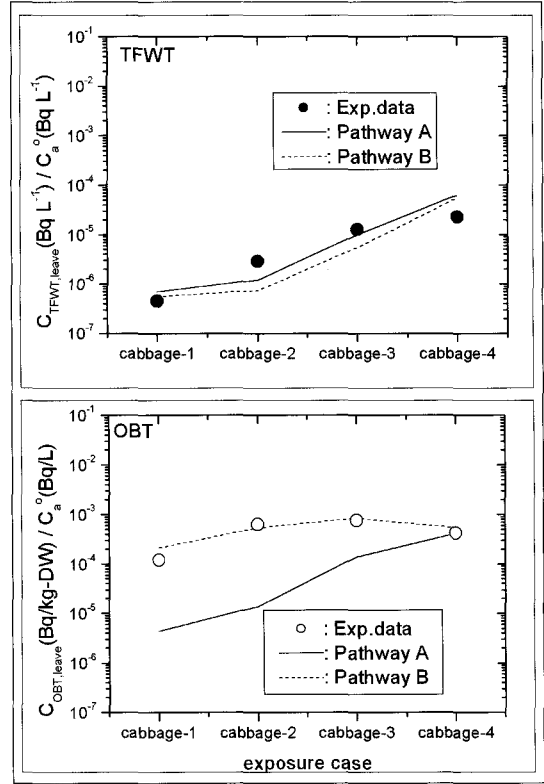 TFWT
● : Exp.data
— : Pathway A
---- : Pathway B
C_TFWT,leave(Bq L⁻¹) / C_a^o(Bq L⁻¹)
10⁻¹
10⁻²
10⁻³
10⁻⁴
10⁻⁵
10⁻⁶
10⁻⁷
cabbage-1 cabbage-2 cabbage-3 cabbage-4
OBT
○ : Exp.data
— : Pathway A
---- : Pathway B
C_OBT,leave(Bq/kg-DW) / C_a^o(Bq/L)
10⁻¹
10⁻²
10⁻³
10⁻⁴
10⁻⁵
10⁻⁶
10⁻⁷
cabbage-1 cabbage-2 cabbage-3 cabbage-4
exposure case